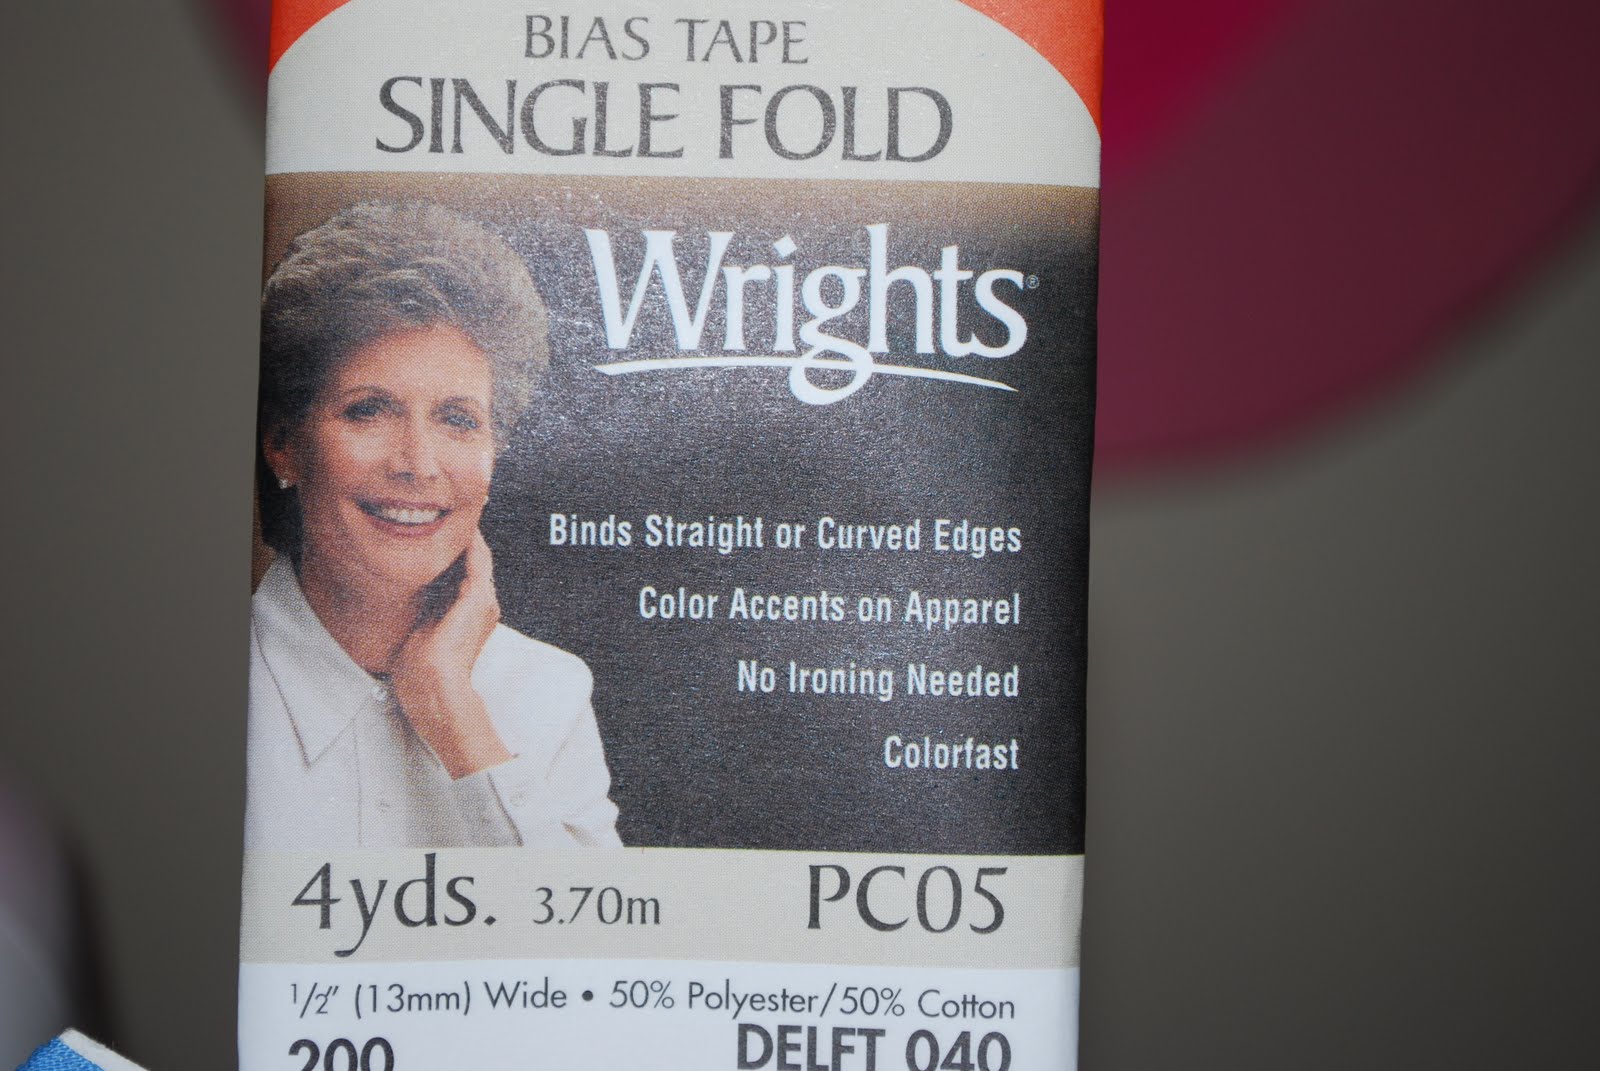 BIAS TAPE
SINGLE FOLD
Wrights®
Binds Straight or Curved Edges
Color Accents on Apparel
No Ironing Needed
Colorfast
4yds. 3.70m PC05
1/2" (13mm) Wide • 50% Polyester/50% Cotton
200 DELFT 040